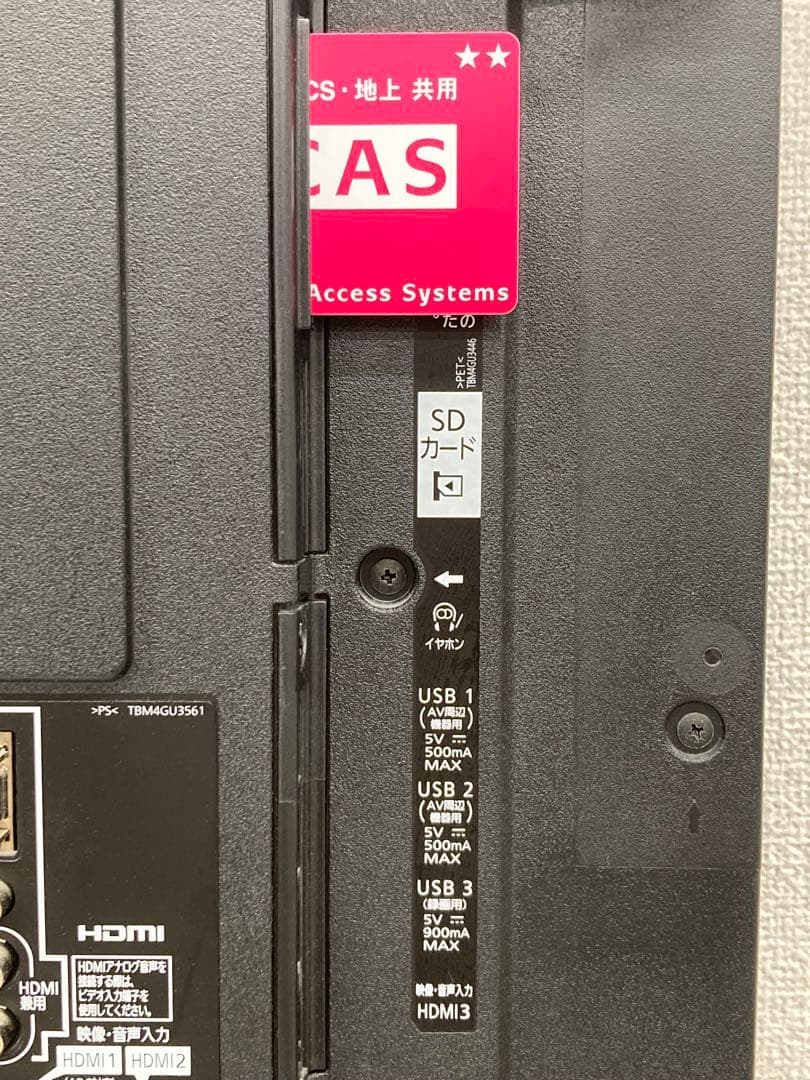 ★★
CS・地上 共用
CAS
Access Systems
のた。
>PET<
TBM4GU3446
SD
カード
イヤホン
USB 1
(AV周辺
機器用)
5V
500mA
MAX
USB 2
(AV周辺
機器用)
5V
500mA
MAX
USB 3
(録画用)
5V
900mA
MAX
映像・音声入力
HDMI3
>PS< TBM4GU3561
HDMI
HDMIアナログ音声を
接続する際は、
ビデオ入力端子を
使用してください。
HDMI
兼用
映像・音声入力
HDMI1 HDMI2